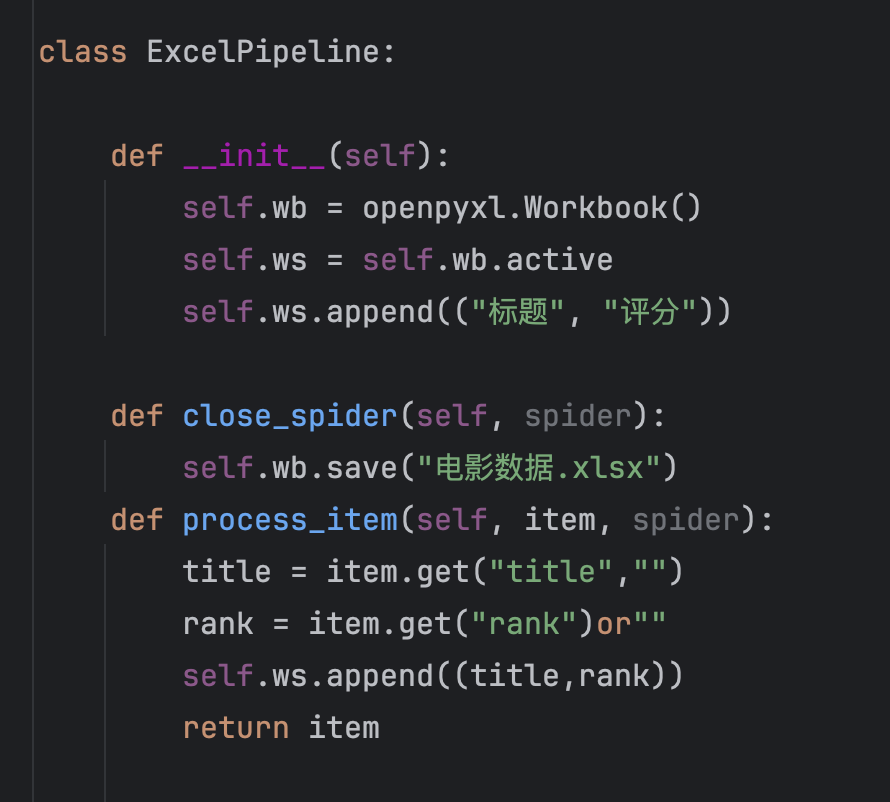 class ExcelPipeline:
def __init__(self):
self.wb = openpyxl.Workbook()
self.ws = self.wb.active
self.ws.append(("标题", "评分"))
def close_spider(self, spider):
self.wb.save("电影数据.xlsx")
def process_item(self, item, spider):
title = item.get("title","")
rank = item.get("rank")or""
self.ws.append((title,rank))
return item